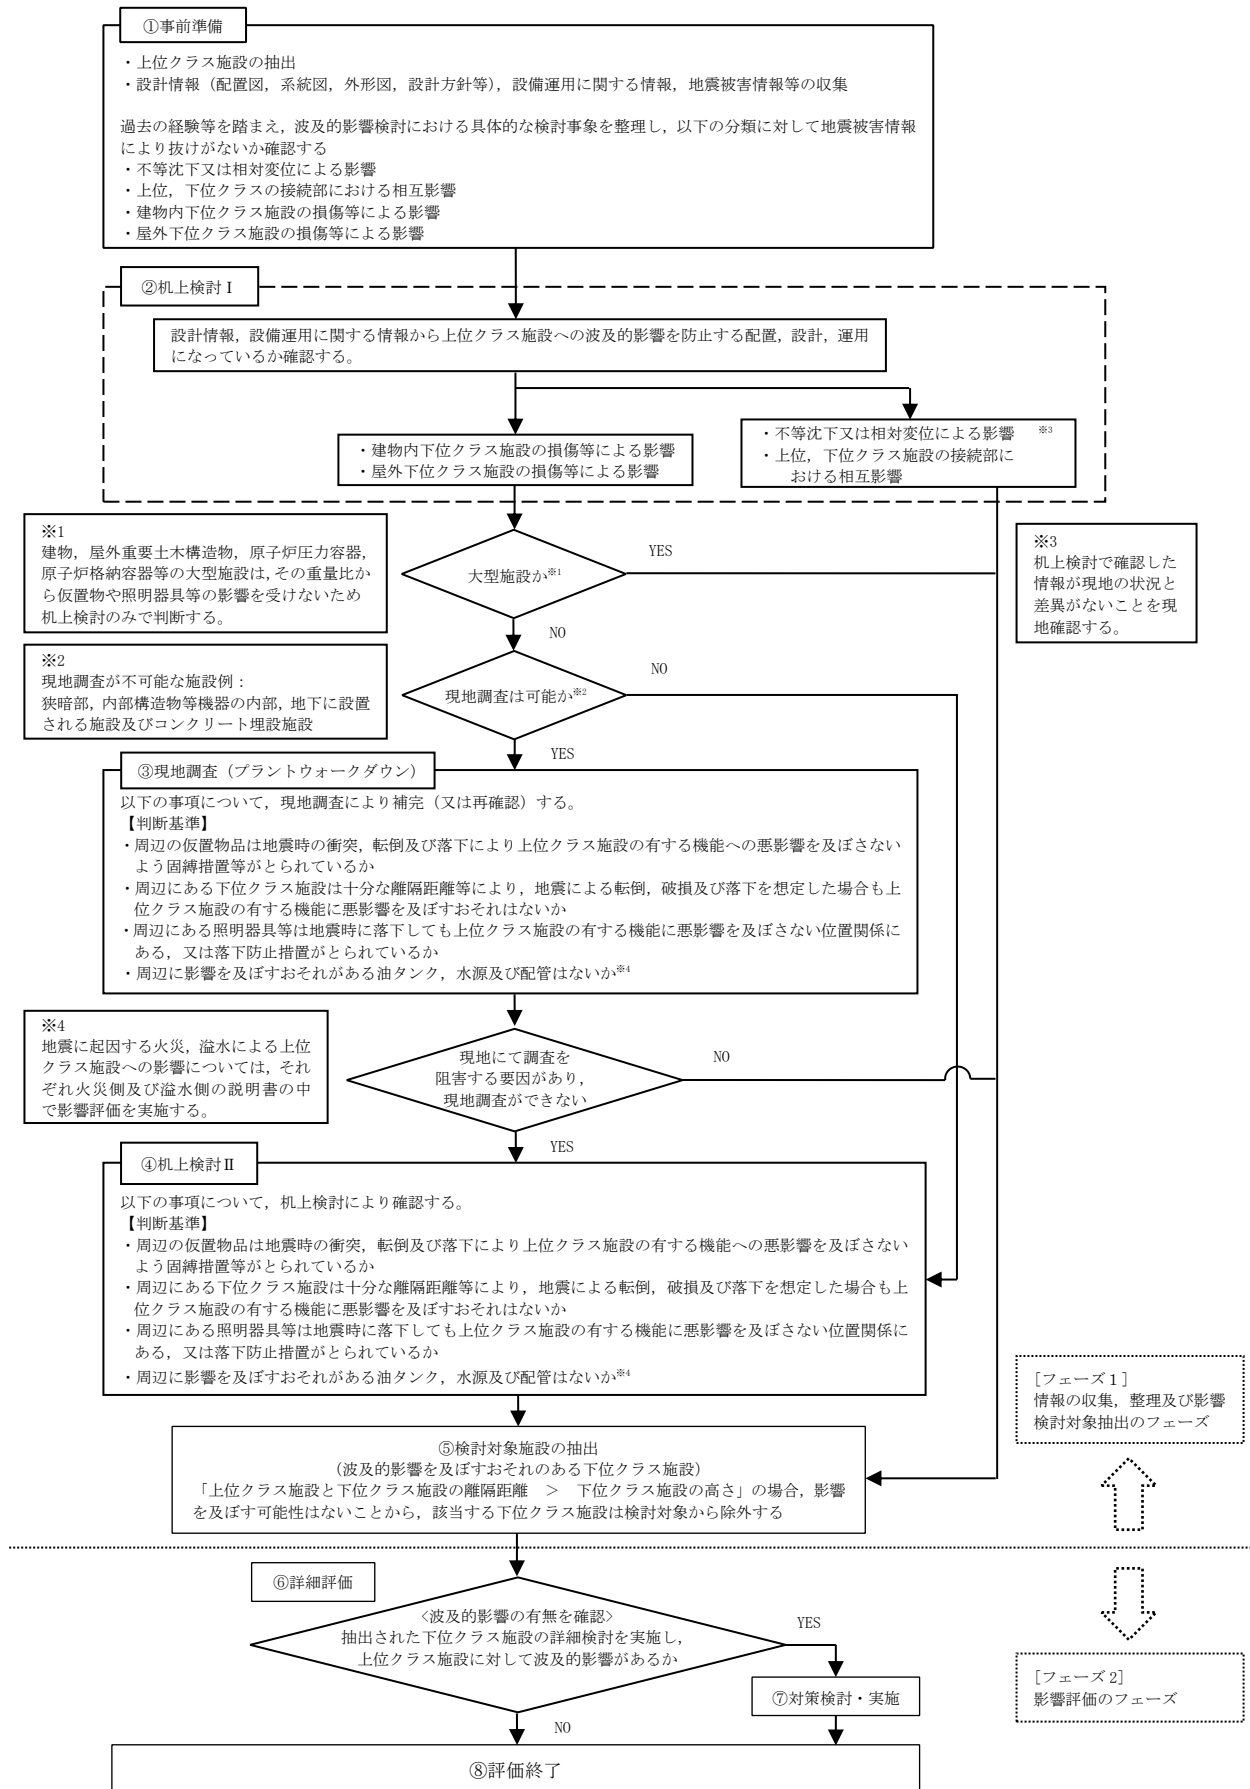 ①事前準備
・上位クラス施設の抽出
・設計情報（配置図，系統図，外形図，設計方針等），設備運用に関する情報，地震被害情報等の収集
過去の経験等を踏まえ，波及的影響検討における具体的な検討事象を整理し，以下の分類に対して地震被害情報
により抜けがないか確認する
・不等沈下又は相対変位による影響
・上位，下位クラスの接続部における相互影響
・建物内下位クラス施設の損傷等による影響
・屋外下位クラス施設の損傷等による影響
②机上検討Ⅰ
設計情報，設備運用に関する情報から上位クラス施設への波及的影響を防止する配置，設計，運用
になっているか確認する。
・建物内下位クラス施設の損傷等による影響
・屋外下位クラス施設の損傷等による影響
・不等沈下又は相対変位による影響 ※3
・上位，下位クラス施設の接続部に
おける相互影響
※1
建物，屋外重要土木構造物，原子炉圧力容器，
原子炉格納容器等の大型施設は，その重量比か
ら仮置物や照明器具等の影響を受けないため
机上検討のみで判断する。
大型施設か※1
YES
※3
机上検討で確認した
情報が現地の状況と
差異がないことを現
地確認する。
NO
※2
現地調査が不可能な施設例：
狭暗部，内部構造物等機器の内部，地下に設置
される施設及びコンクリート埋設施設
現地調査は可能か※2
NO
YES
③現地調査（プラントウォークダウン）
以下の事項について，現地調査により補完（又は再確認）する。
【判断基準】
・周辺の仮置物品は地震時の衝突，転倒及び落下により上位クラス施設の有する機能への悪影響を及ぼさない
よう固縛措置等がとられているか
・周辺にある下位クラス施設は十分な離隔距離等により，地震による転倒，破損及び落下を想定した場合も上
位クラス施設の有する機能に悪影響を及ぼすおそれはないか
・周辺にある照明器具等は地震時に落下しても上位クラス施設の有する機能に悪影響を及ぼさない位置関係に
ある，又は落下防止措置がとられているか
・周辺に影響を及ぼすおそれがある油タンク，水源及び配管はないか※4
※4
地震に起因する火災，溢水による上位
クラス施設への影響については，それ
ぞれ火災側及び溢水側の説明書の中
で影響評価を実施する。
現地にて調査を
阻害する要因があり，
現地調査ができない
NO
YES
④机上検討Ⅱ
以下の事項について，机上検討により確認する。
【判断基準】
・周辺の仮置物品は地震時の衝突，転倒及び落下により上位クラス施設の有する機能への悪影響を及ぼさない
よう固縛措置等がとられているか
・周辺にある下位クラス施設は十分な離隔距離等により，地震による転倒，破損及び落下を想定した場合も上
位クラス施設の有する機能に悪影響を及ぼすおそれはないか
・周辺にある照明器具等は地震時に落下しても上位クラス施設の有する機能に悪影響を及ぼさない位置関係に
ある，又は落下防止措置がとられているか
・周辺に影響を及ぼすおそれがある油タンク，水源及び配管はないか※4
［フェーズ１］
情報の収集，整理及び影響
検討対象抽出のフェーズ
⑤検討対象施設の抽出
（波及的影響を及ぼすおそれのある下位クラス施設）
「上位クラス施設と下位クラス施設の離隔距離　＞　下位クラス施設の高さ」の場合，影響
を及ぼす可能性はないことから，該当する下位クラス施設は検討対象から除外する
⑥詳細評価
<波及的影響の有無を確認>
抽出された下位クラス施設の詳細検討を実施し，
上位クラス施設に対して波及的影響があるか
YES
［フェーズ 2］
影響評価のフェーズ
⑦対策検討・実施
NO
⑧評価終了